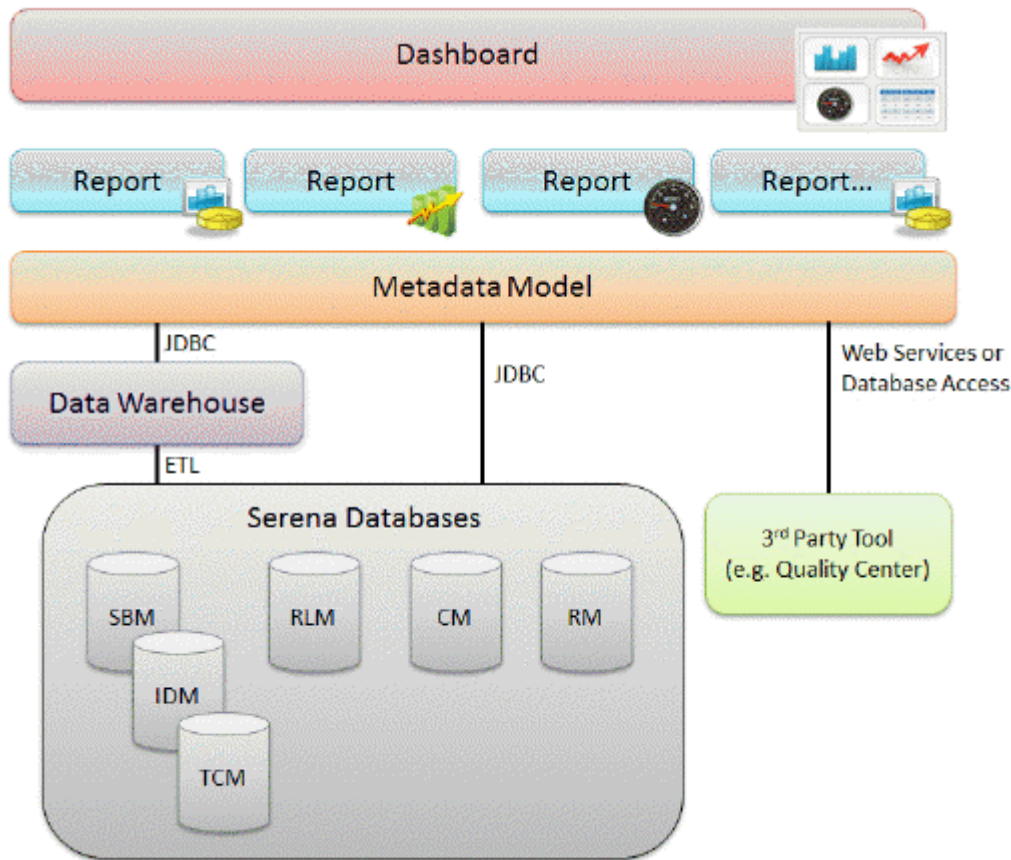 Dashboard
Report
Report
Report
Report...
Metadata Model
JDBC
JDBC
Web Services or
Database Access
Data Warehouse
ETL
Serena Databases
SBM
RLM
CM
RM
IDM
TCM
3rd Party Tool
(e.g. Quality Center)